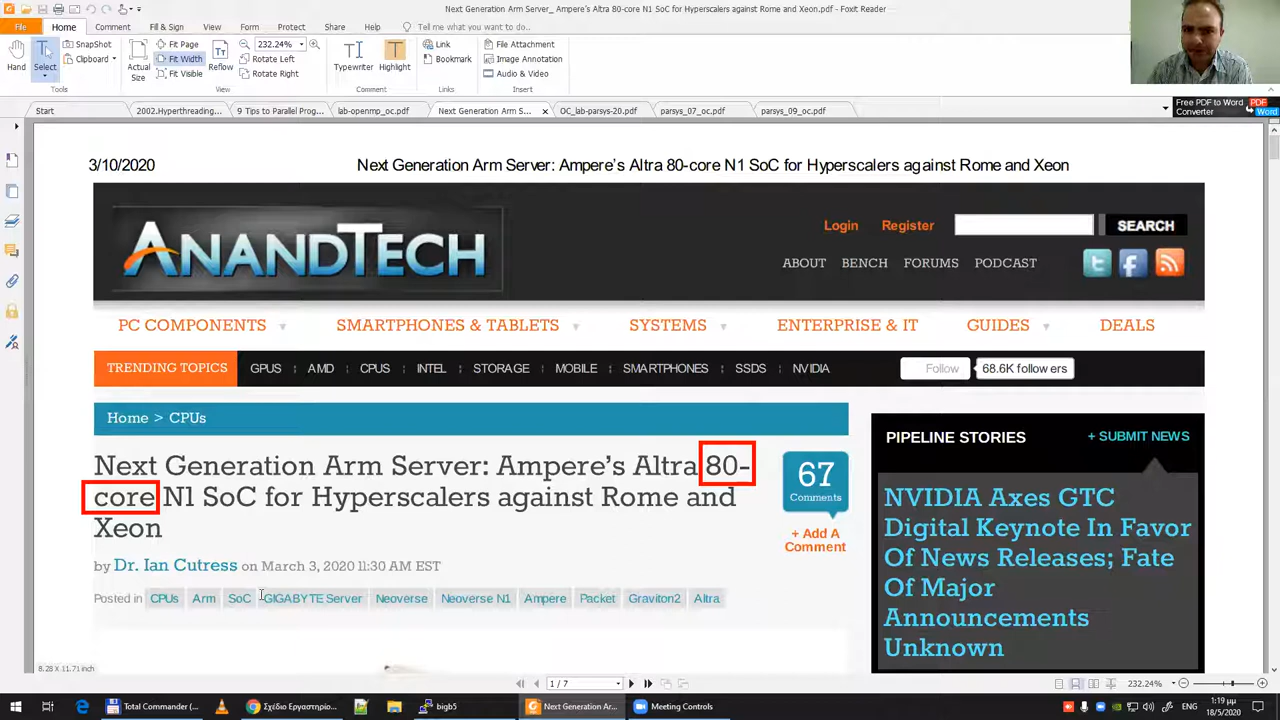 Next Generation Arm Server_ Ampere's Altra 80-core N1 SoC for Hyperscalers against Rome and Xeon.pdf - Foxit Reader
File Home Comment Fill & Sign Form Protect Share Help Tell me what you want to do...
Hand
Select
SnapShot
Clipboard
Tools
Actual Size
Fit Page
Fit Width
Fit Visible
Reflow
232.24%
Rotate Left
Rotate Right
View
Typewriter
Highlight
Comment
Link
Bookmark
Links
File Attachment
Image Annotation
Audio & Video
Insert
Start 2002.Hyperthreading... 9 Tips to Parallel Prog... lab-openmp_oc.pdf Next Generation Arm S... OC_lab-parsys-20.pdf parsys_07_oc.pdf parsys_09_oc.pdf
Free PDF to Word Converter
PDF
Word
3/10/2020 Next Generation Arm Server: Ampere's Altra 80-core N1 SoC for Hyperscalers against Rome and Xeon
ANANDTECH
Login Register SEARCH
ABOUT BENCH FORUMS PODCAST
PC COMPONENTS SMARTPHONES & TABLETS SYSTEMS ENTERPRISE & IT GUIDES DEALS
TRENDING TOPICS GPUS AMD CPUS INTEL STORAGE MOBILE SMARTPHONES SSDS NVIDIA Follow 68.6K followers
Home > CPUs
Next Generation Arm Server: Ampere's Altra 80-
core N1 SoC for Hyperscalers against Rome and
Xeon
by Dr. Ian Cutress on March 3, 2020 11:30 AM EST
Posted in CPUs Arm SoC GIGABYTE Server Neoverse Neoverse N1 Ampere Packet Graviton2 Altra
67
Comments
+ Add A
Comment
PIPELINE STORIES + SUBMIT NEWS
NVIDIA Axes GTC
Digital Keynote In Favor
Of News Releases; Fate
Of Major
Announcements
Unknown
8.28 x 11.71 inch
1 / 7
232.24%
Total Commander (... Σχέδιο Εργαστηρίο... bigb5 Next Generation Ar... Meeting Controls
1:19 μμ
18/5/2020